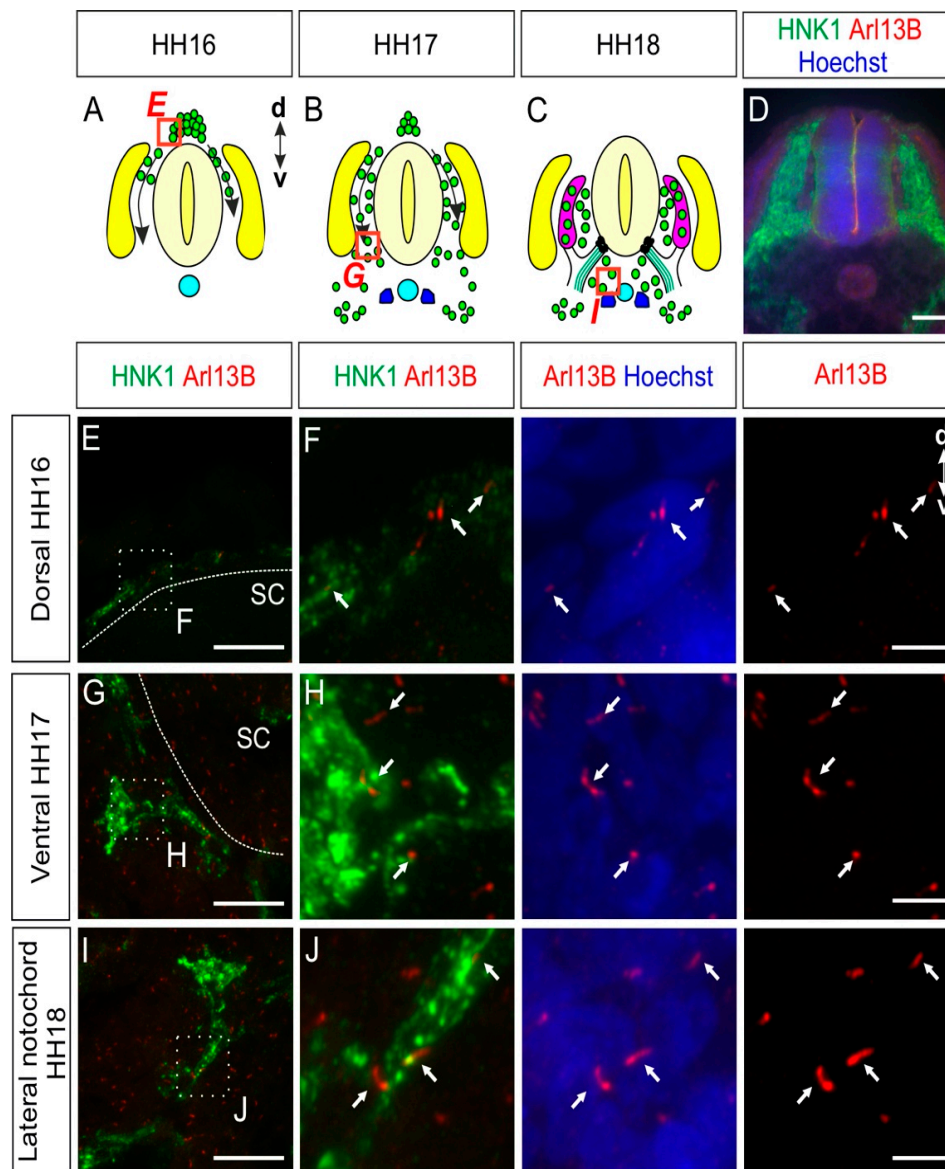 HH16
HH17
HH18
HNK1 Arl13B
Hoechst
A
E
d
v
B
G
C
I
D
HNK1 Arl13B
HNK1 Arl13B
Arl13B Hoechst
Arl13B
Dorsal HH16
E
SC
F
F
d
v
Ventral HH17
G
SC
H
H
Lateral notochord
HH18
I
J
J